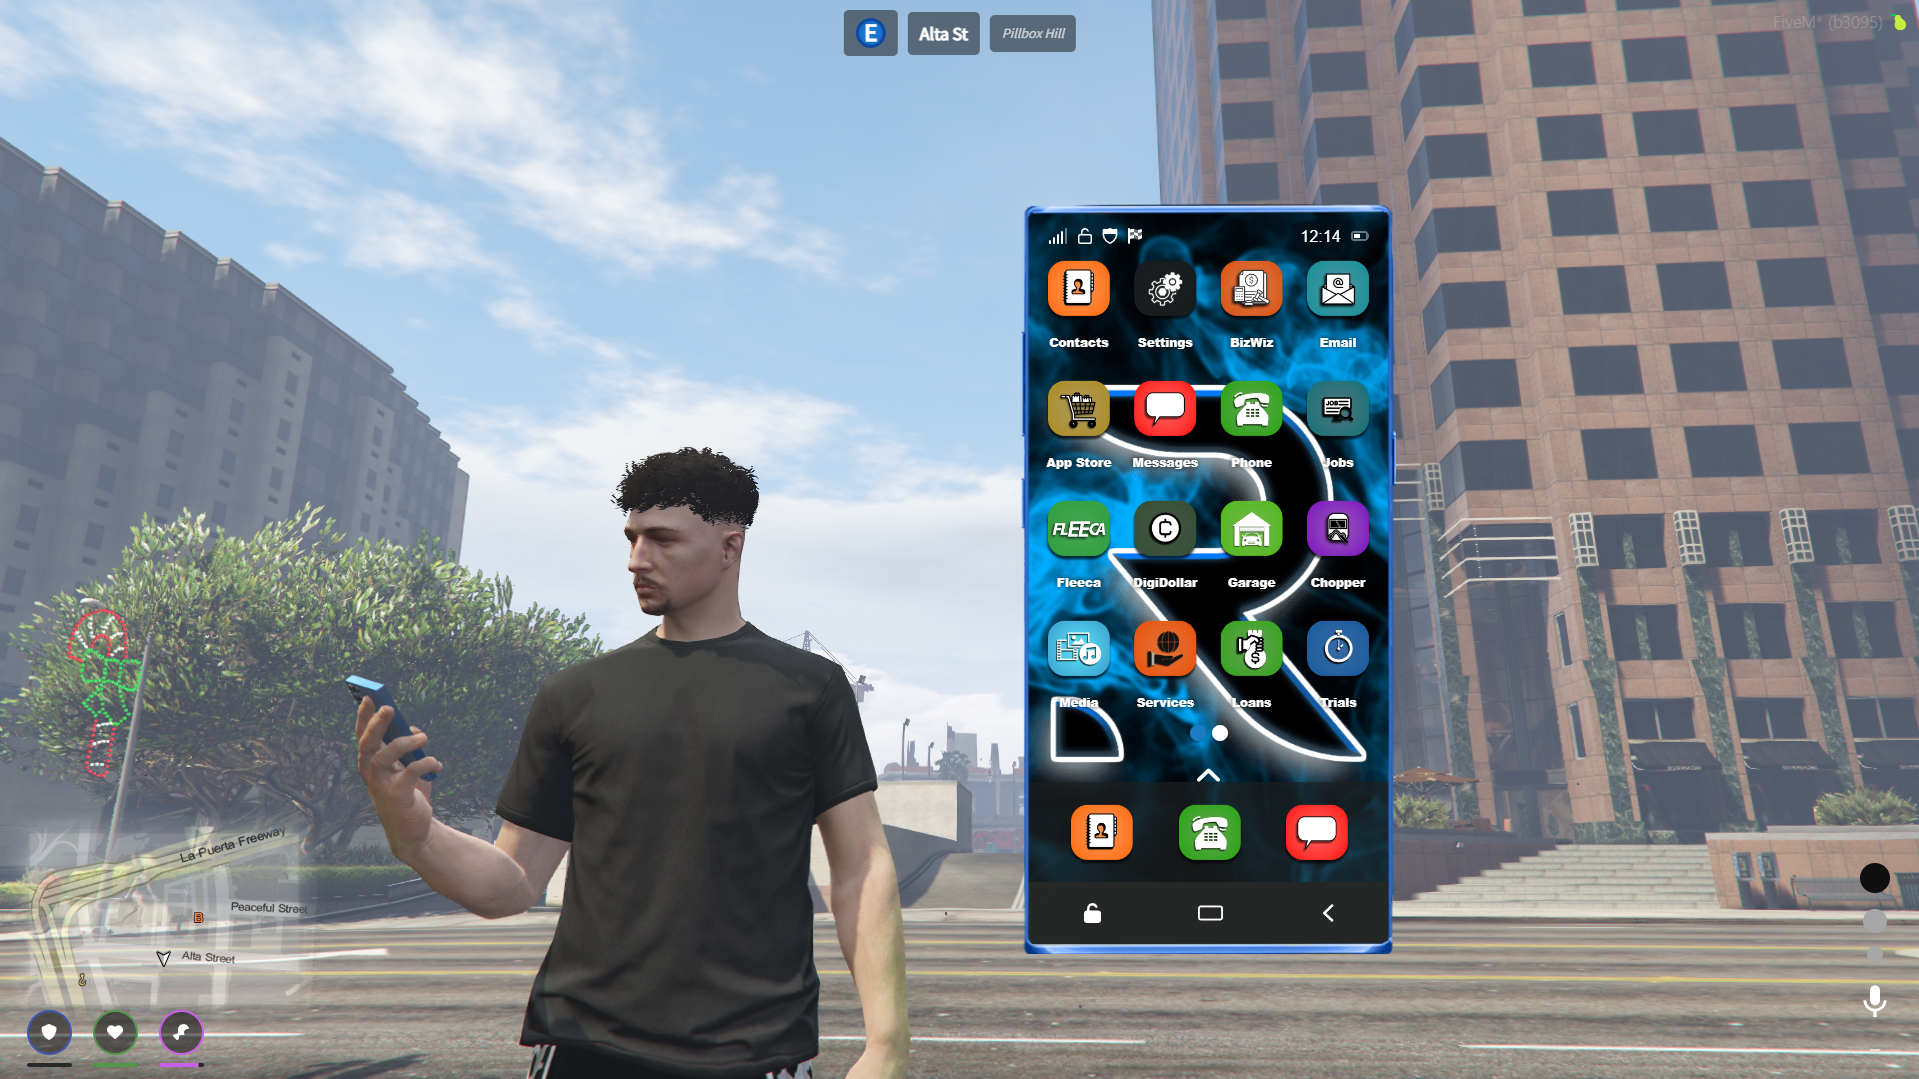 E
Alta St
Pillbox Hill
FiveM* (b3095)
12:14
Contacts
Settings
BizWiz
Email
JOB
App Store
Messages
Phone
Jobs
FLEECA
Fleeca
DigiDollar
Garage
Chopper
Media
Services
Loans
Trials
La Puerta Freeway
Peaceful Street
B
Alta Street